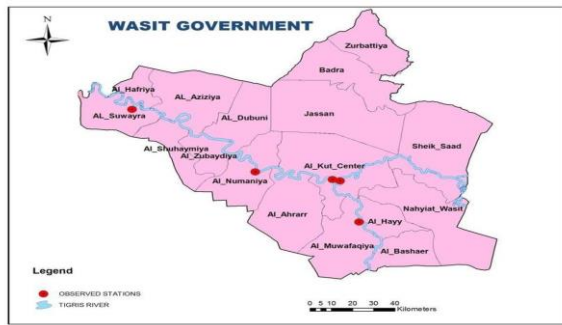 N
WASIT GOVERNMENT
Zurbattiya
Badra
Al_Hafriya
AL_Aziziya
AL_Suwayra
AL_Dubuni
Jassan
Al_Shuhaymiya
Al_Zubaydiya
Sheik_Saad
Al_Kut_Center
Al_Numaniya
Nahyiat_Wasit
Al_Ahrarr
Al_Hayy
Al_Muwafaqiya
Al_Bashaer
Legend
OBSERVED STATIONS
TIGRIS RIVER
0 5 10 20 30 40
Kilometers